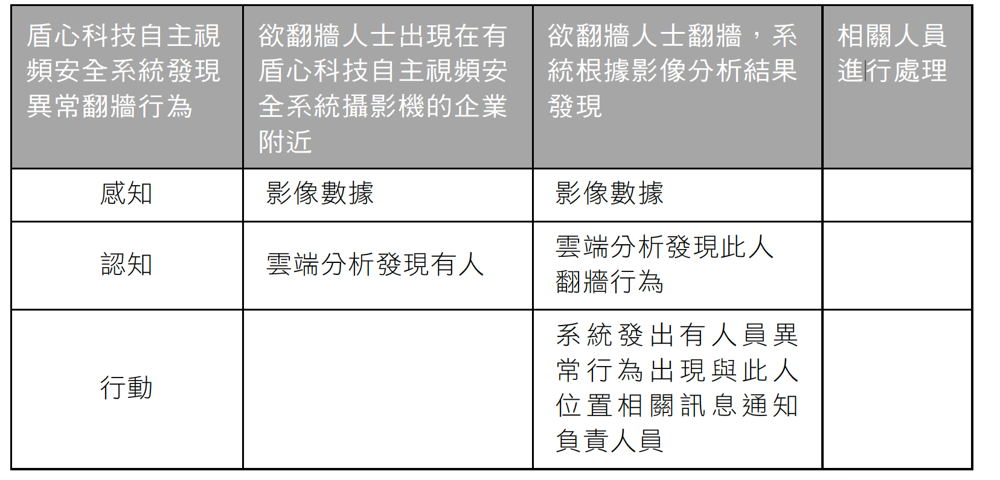 盾心科技自主視
頻安全系統發現
異常翻牆行為
欲翻牆人士出現在有
盾心科技自主視頻安
全系統攝影機的企業
附近
欲翻牆人士翻牆，系
統根據影像分析結果
發現
相關人員
進行處理
感知
影像數據
影像數據
認知
雲端分析發現有人
雲端分析發現此人
翻牆行為
行動
系統發出有人員異
常行為出現與此人
位置相關訊息通知
負責人員